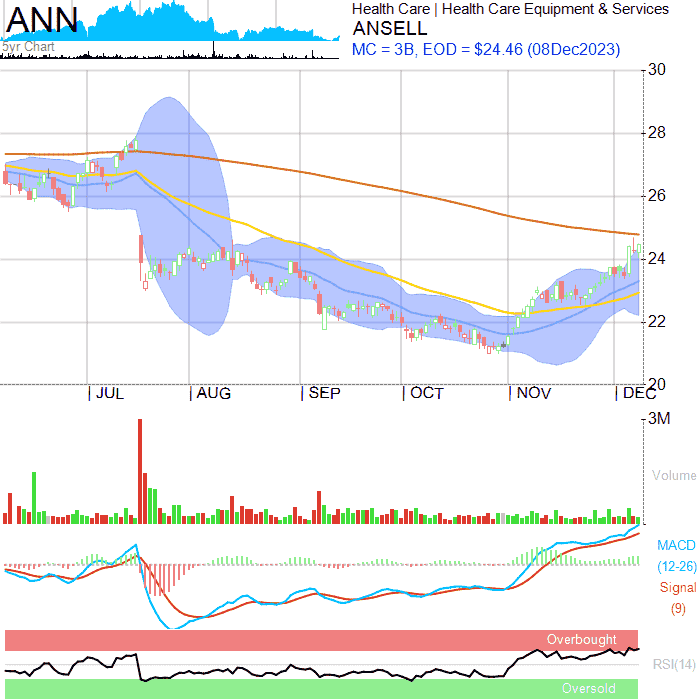 ANN
5yr Chart
Health Care | Health Care Equipment & Services
ANSELL
MC = 3B, EOD = $24.46 (08Dec2023)
30
28
26
24
22
20
JUL AUG SEP OCT NOV DEC
3M
Volume
MACD
(12-26)
Signal
(9)
Overbought
RSI(14)
Oversold